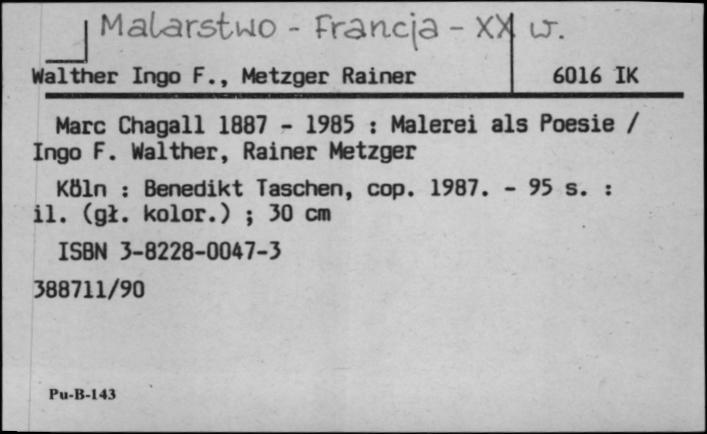 Malarstwo - Francja - XX w.
Walther Ingo F., Metzger Rainer 6016 IK
Marc Chagall 1887 - 1985 : Malerei als Poesie /
Ingo F. Walther, Rainer Metzger
Köln : Benedikt Taschen, cop. 1987. - 95 s. :
il. (gł. kolor.) ; 30 cm
ISBN 3-8228-0047-3
388711/90
Pu-B-143